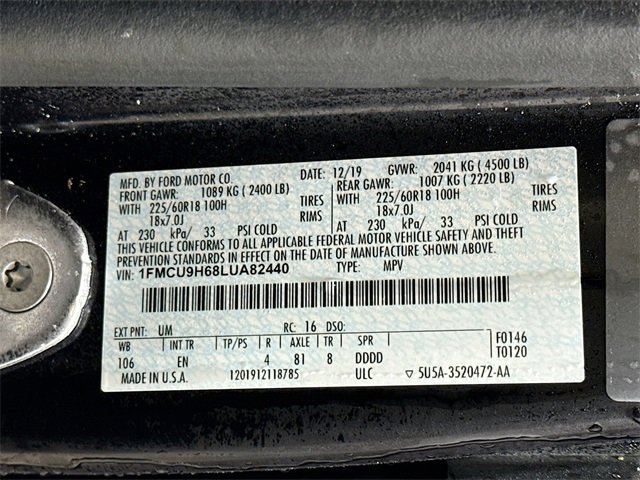 MFD. BY FORD MOTOR CO. DATE: 12/19 GVWR: 2041 KG ( 4500 LB)
FRONT GAWR: 1089 KG ( 2400 LB) REAR GAWR: 1007 KG ( 2220 LB)
WITH 225/60R18 100H TIRES WITH 225/60R18 100H TIRES
18x7.0J RIMS 18x7.0J RIMS
AT 230 kPa/ 33 PSI COLD AT 230 kPa/ 33 PSI COLD
THIS VEHICLE CONFORMS TO ALL APPLICABLE FEDERAL MOTOR VEHICLE SAFETY AND THEFT
PREVENTION STANDARDS IN EFFECT ON THE DATE OF MANUFACTURE SHOWN ABOVE.
VIN: 1FMCU9H68LUA82440 TYPE: MPV
EXT PNT: UM RC: 16 DSO: F0146
WB INT TR TP/PS R AXLE TR SPR T0120
106 EN 4 81 8 DDDD
MADE IN U.S.A. 1201912118785 ULC ▽ 5U5A-3520472-AA